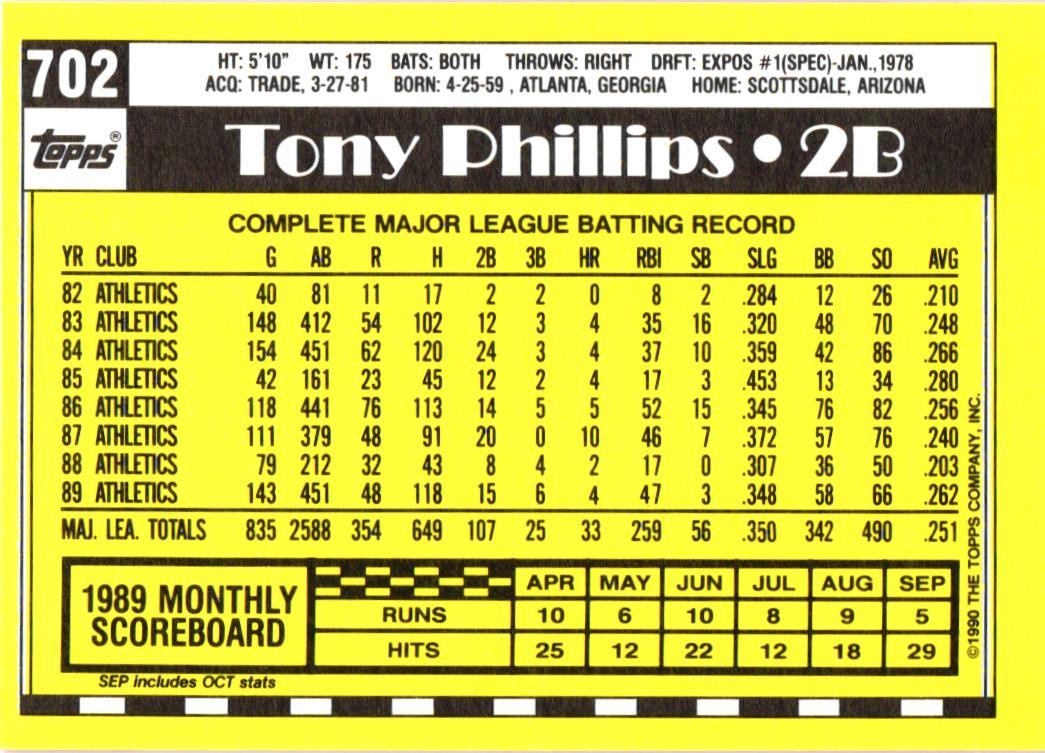 702
HT: 5'10" WT: 175 BATS: BOTH THROWS: RIGHT DRFT: EXPOS #1(SPEC)-JAN.,1978
ACQ: TRADE, 3-27-81 BORN: 4-25-59 , ATLANTA, GEORGIA HOME: SCOTTSDALE, ARIZONA
topps®
Tony Phillips • 2B
COMPLETE MAJOR LEAGUE BATTING RECORD
YR CLUB G AB R H 2B 3B HR RBI SB SLG BB SO AVG
82 ATHLETICS 40 81 11 17 2 2 0 8 2 .284 12 26 .210
83 ATHLETICS 148 412 54 102 12 3 4 35 16 .320 48 70 .248
84 ATHLETICS 154 451 62 120 24 3 4 37 10 .359 42 86 .266
85 ATHLETICS 42 161 23 45 12 2 4 17 3 .453 13 34 .280
86 ATHLETICS 118 441 76 113 14 5 5 52 15 .345 76 82 .256
87 ATHLETICS 111 379 48 91 20 0 10 46 7 .372 57 76 .240
88 ATHLETICS 79 212 32 43 8 4 2 17 0 .307 36 50 .203
89 ATHLETICS 143 451 48 118 15 6 4 47 3 .348 58 66 .262
MAJ. LEA. TOTALS 835 2588 354 649 107 25 33 259 56 .350 342 490 .251
1989 MONTHLY
SCOREBOARD
APR MAY JUN JUL AUG SEP
RUNS 10 6 10 8 9 5
HITS 25 12 22 12 18 29
SEP includes OCT stats
©1990 THE TOPPS COMPANY, INC.